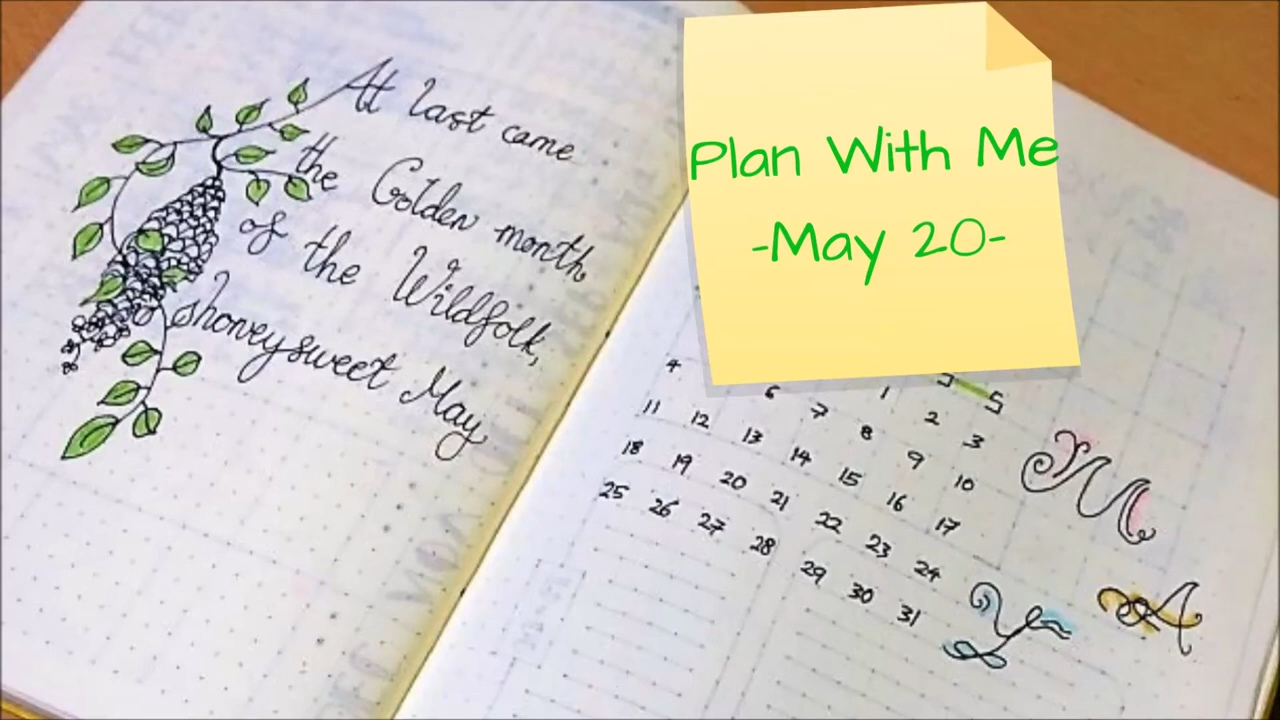 At last came
the Golden month
of the Wildfolk,
honeysweet May
Plan With Me
-May 20-
S S
1 2 3
4 6 7 8 9 10
11 12 13 14 15 16 17
18 19 20 21 22 23 24
25 26 27 28 29 30 31
M
A
Y